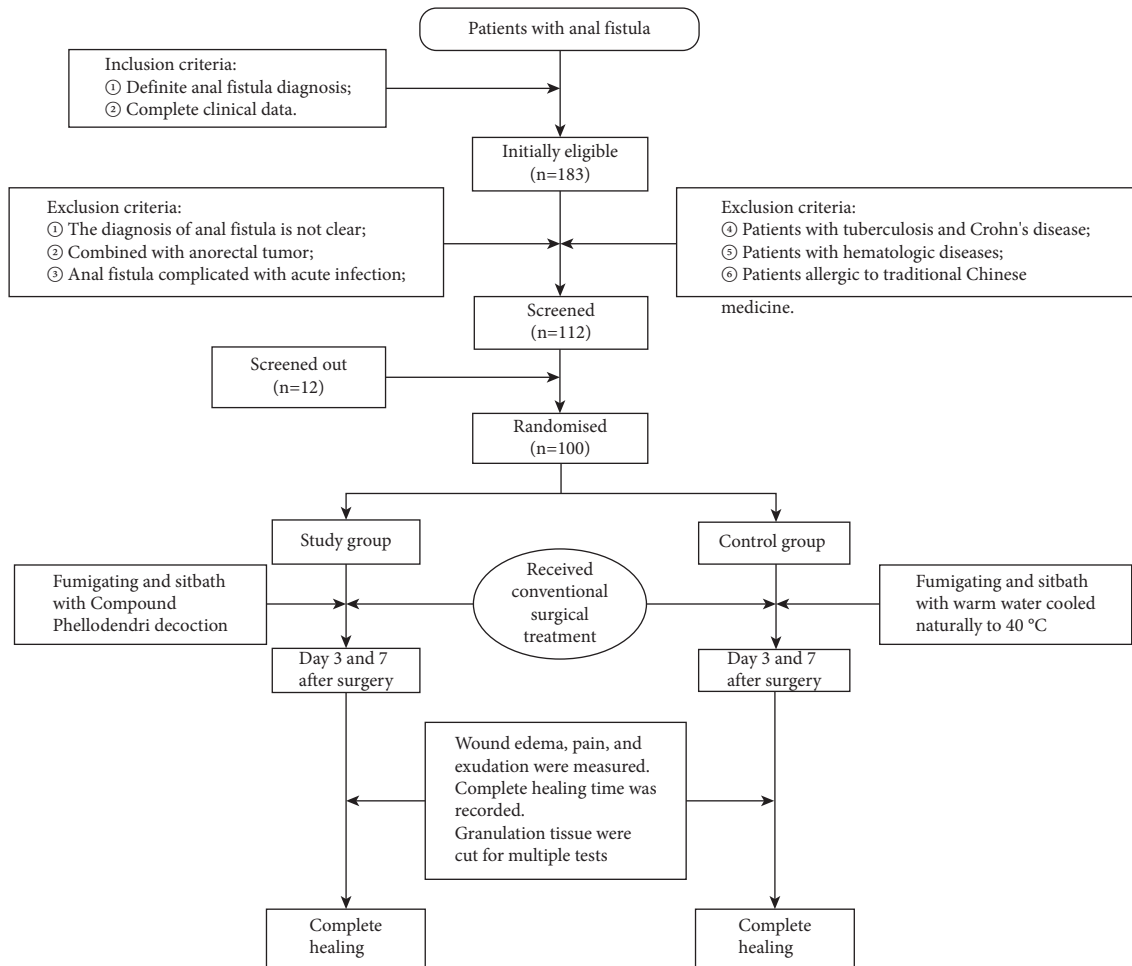 Patients with anal fistula
Inclusion criteria:
① Definite anal fistula diagnosis;
② Complete clinical data.
Initially eligible
(n=183)
Exclusion criteria:
① The diagnosis of anal fistula is not clear;
② Combined with anorectal tumor;
③ Anal fistula complicated with acute infection;
Exclusion criteria:
④ Patients with tuberculosis and Crohn's disease;
⑤ Patients with hematologic diseases;
⑥ Patients allergic to traditional Chinese
medicine.
Screened
(n=112)
Screened out
(n=12)
Randomised
(n=100)
Study group
Control group
Fumigating and sitbath
with Compound
Phellodendri decoction
Received
conventional
surgical
treatment
Fumigating and sitbath
with warm water cooled
naturally to 40 °C
Day 3 and 7
after surgery
Day 3 and 7
after surgery
Wound edema, pain, and
exudation were measured.
Complete healing time was
recorded.
Granulation tissue were
cut for multiple tests
Complete
healing
Complete
healing